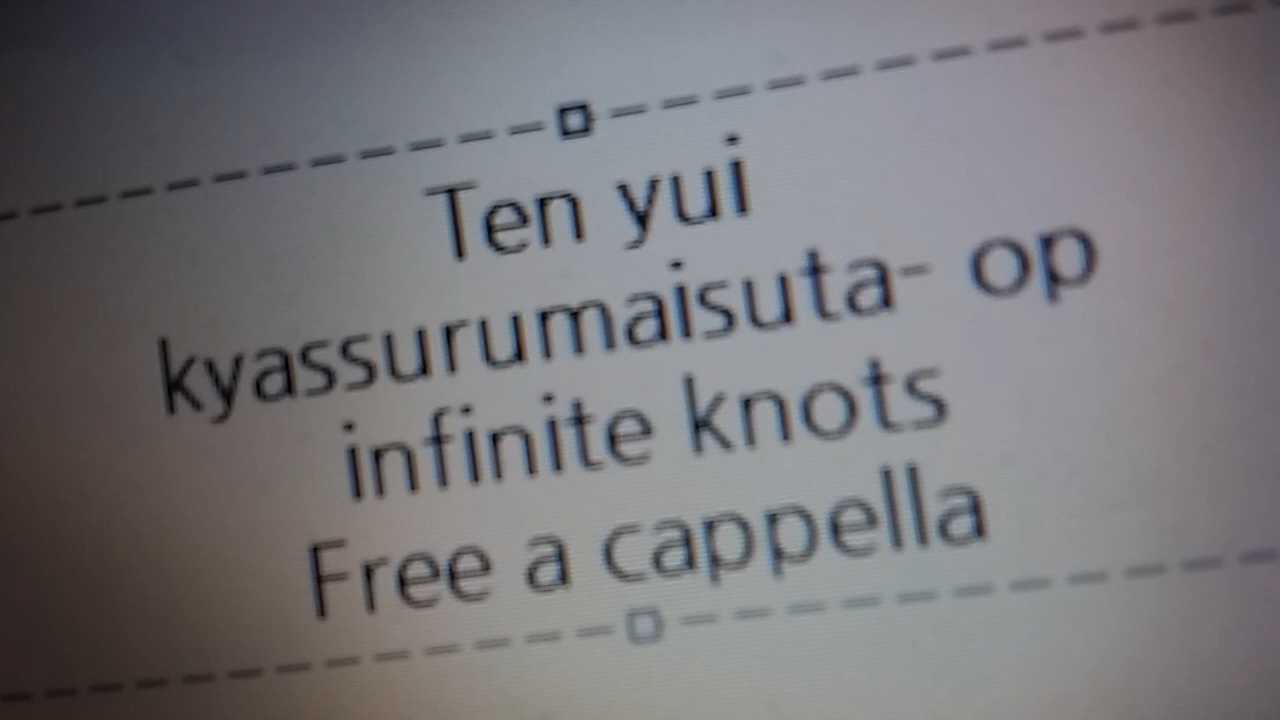 Ten yui
kyassurumaisuta- op
infinite knots
Free a cappella